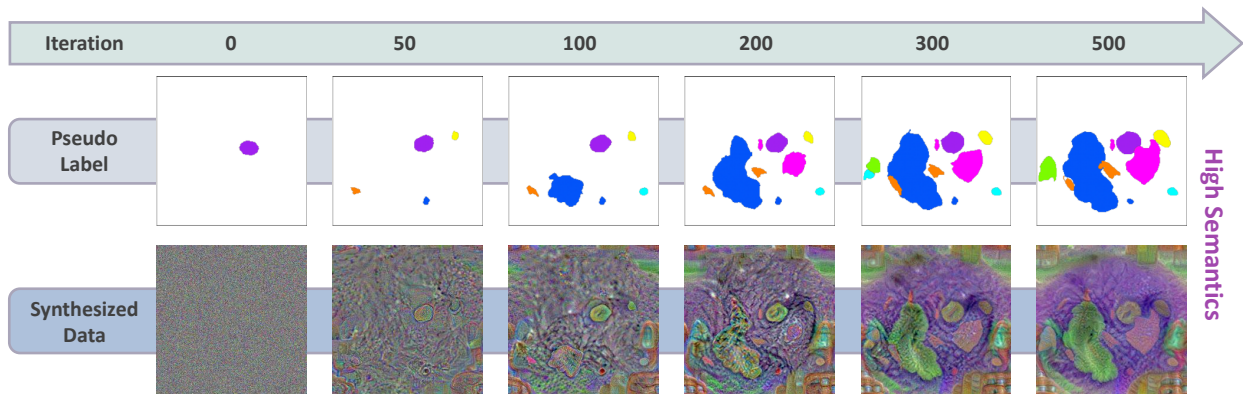 Iteration 0 50 100 200 300 500
Pseudo
Label
High Semantics
Synthesized
Data